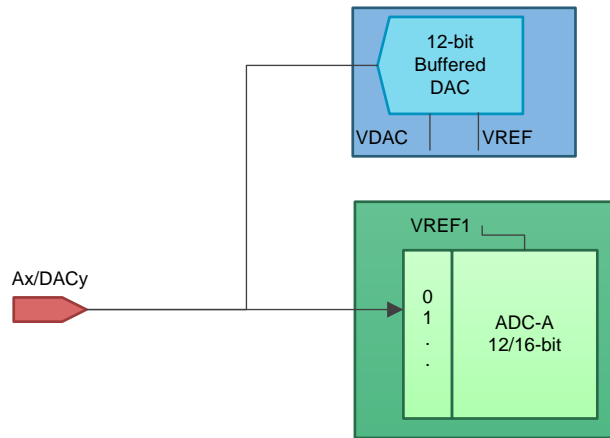 12-bit
Buffered
DAC
VDAC
VREF
VREF1
Ax/DACy
0
1
.
.
ADC-A
12/16-bit